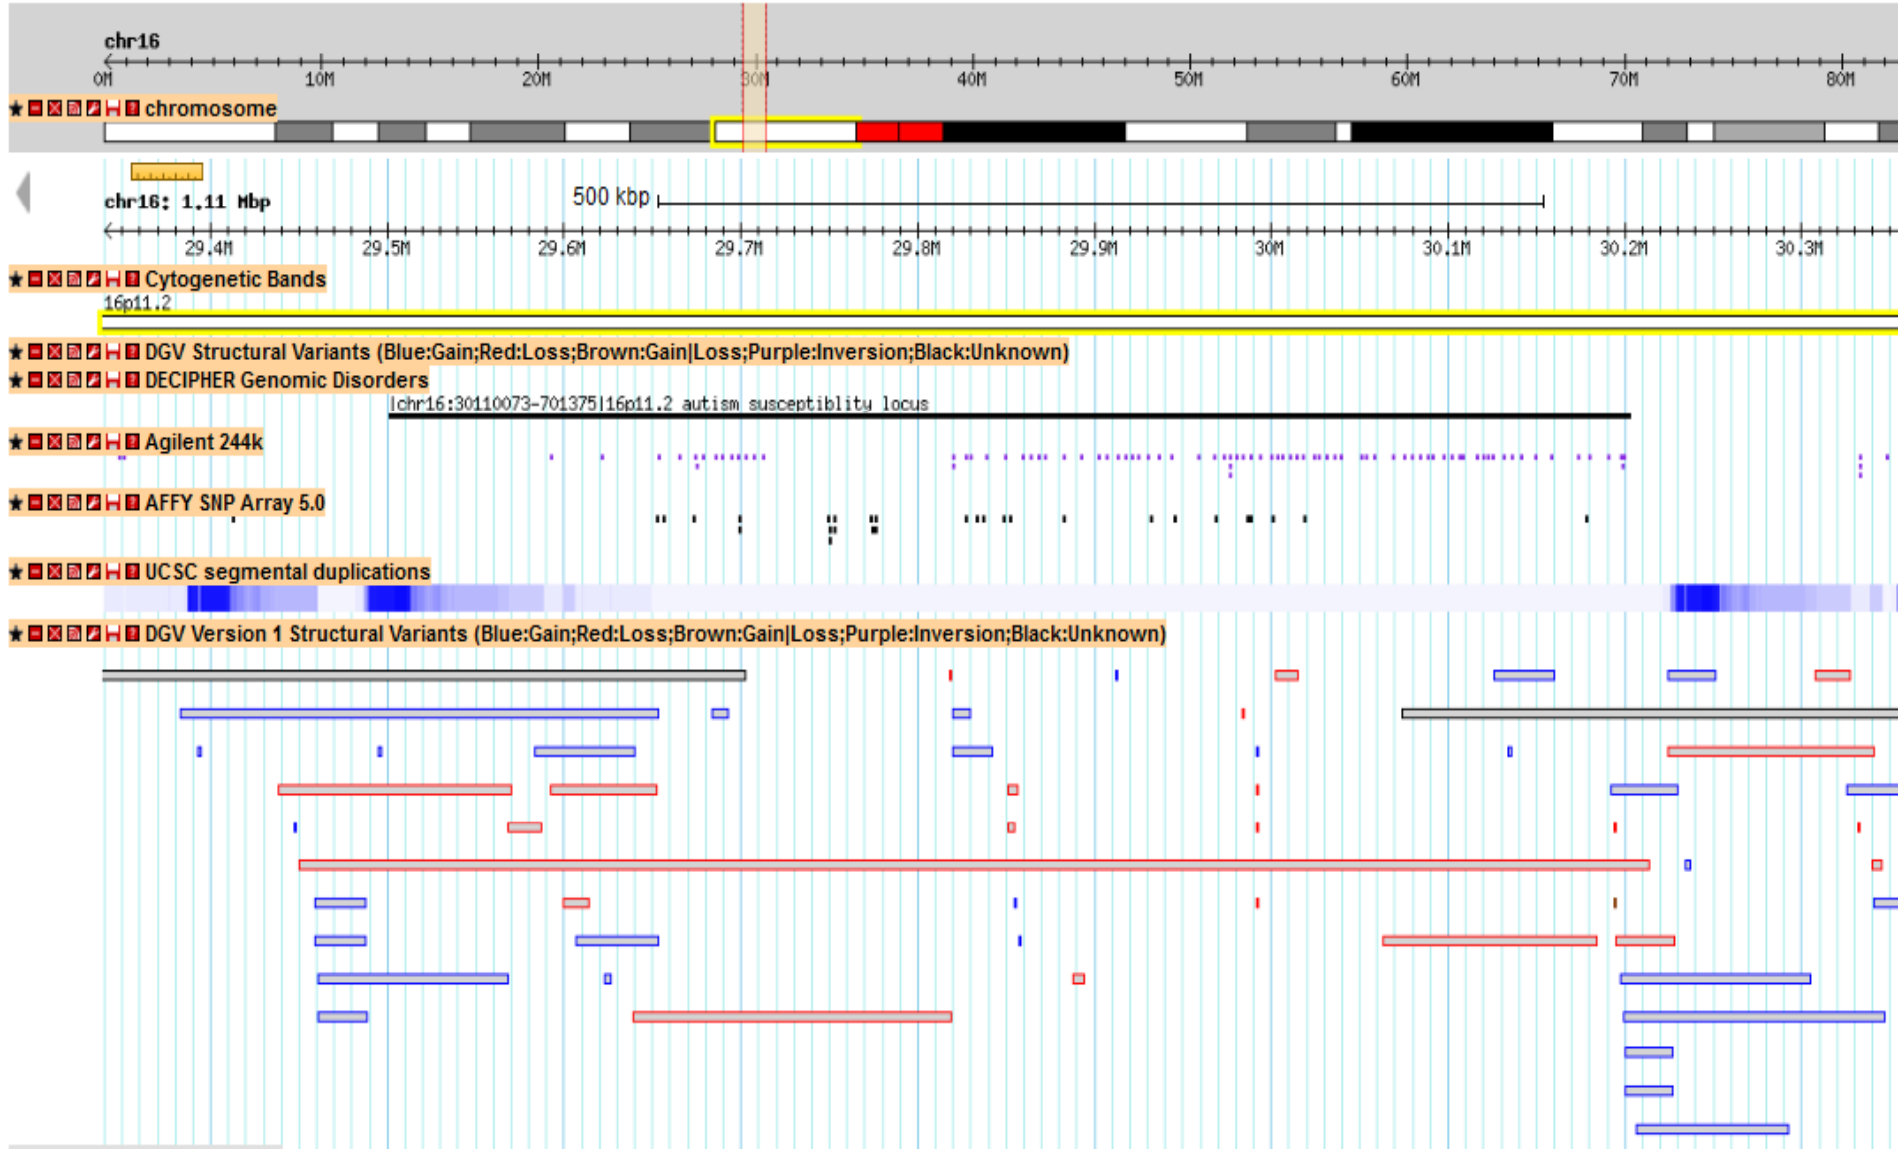 chr16
0M 10M 20M 30M 40M 50M 60M 70M 80M
chromosome
500 kbp
chr16: 1.11 Mbp
29.4M 29.5M 29.6M 29.7M 29.8M 29.9M 30M 30.1M 30.2M 30.3M
Cytogenetic Bands
16p11.2
DGV Structural Variants (Blue:Gain;Red:Loss;Brown:Gain|Loss;Purple:Inversion;Black:Unknown)
DECIPHER Genomic Disorders
|chr16:30110073-701375|16p11.2 autism susceptiblity locus
Agilent 244k
AFFY SNP Array 5.0
UCSC segmental duplications
DGV Version 1 Structural Variants (Blue:Gain;Red:Loss;Brown:Gain|Loss;Purple:Inversion;Black:Unknown)